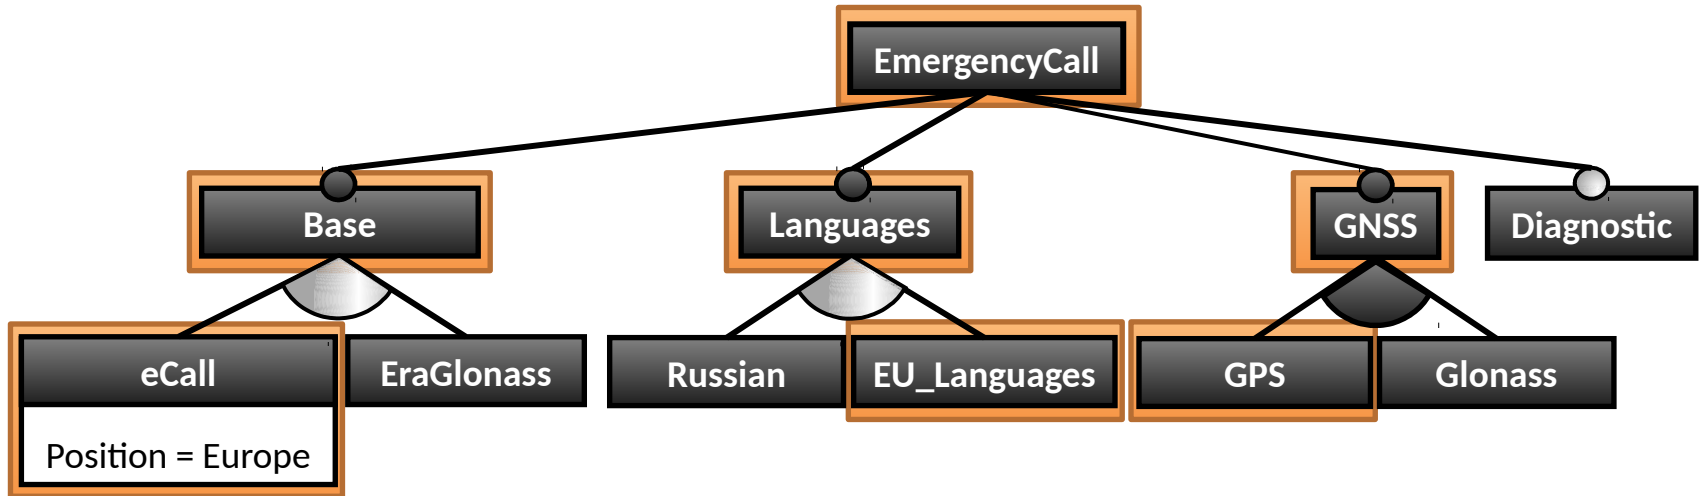 EmergencyCall
Base
Languages
GNSS
Diagnostic
eCall
EraGlonass
Russian
EU_Languages
GPS
Glonass
Position = Europe